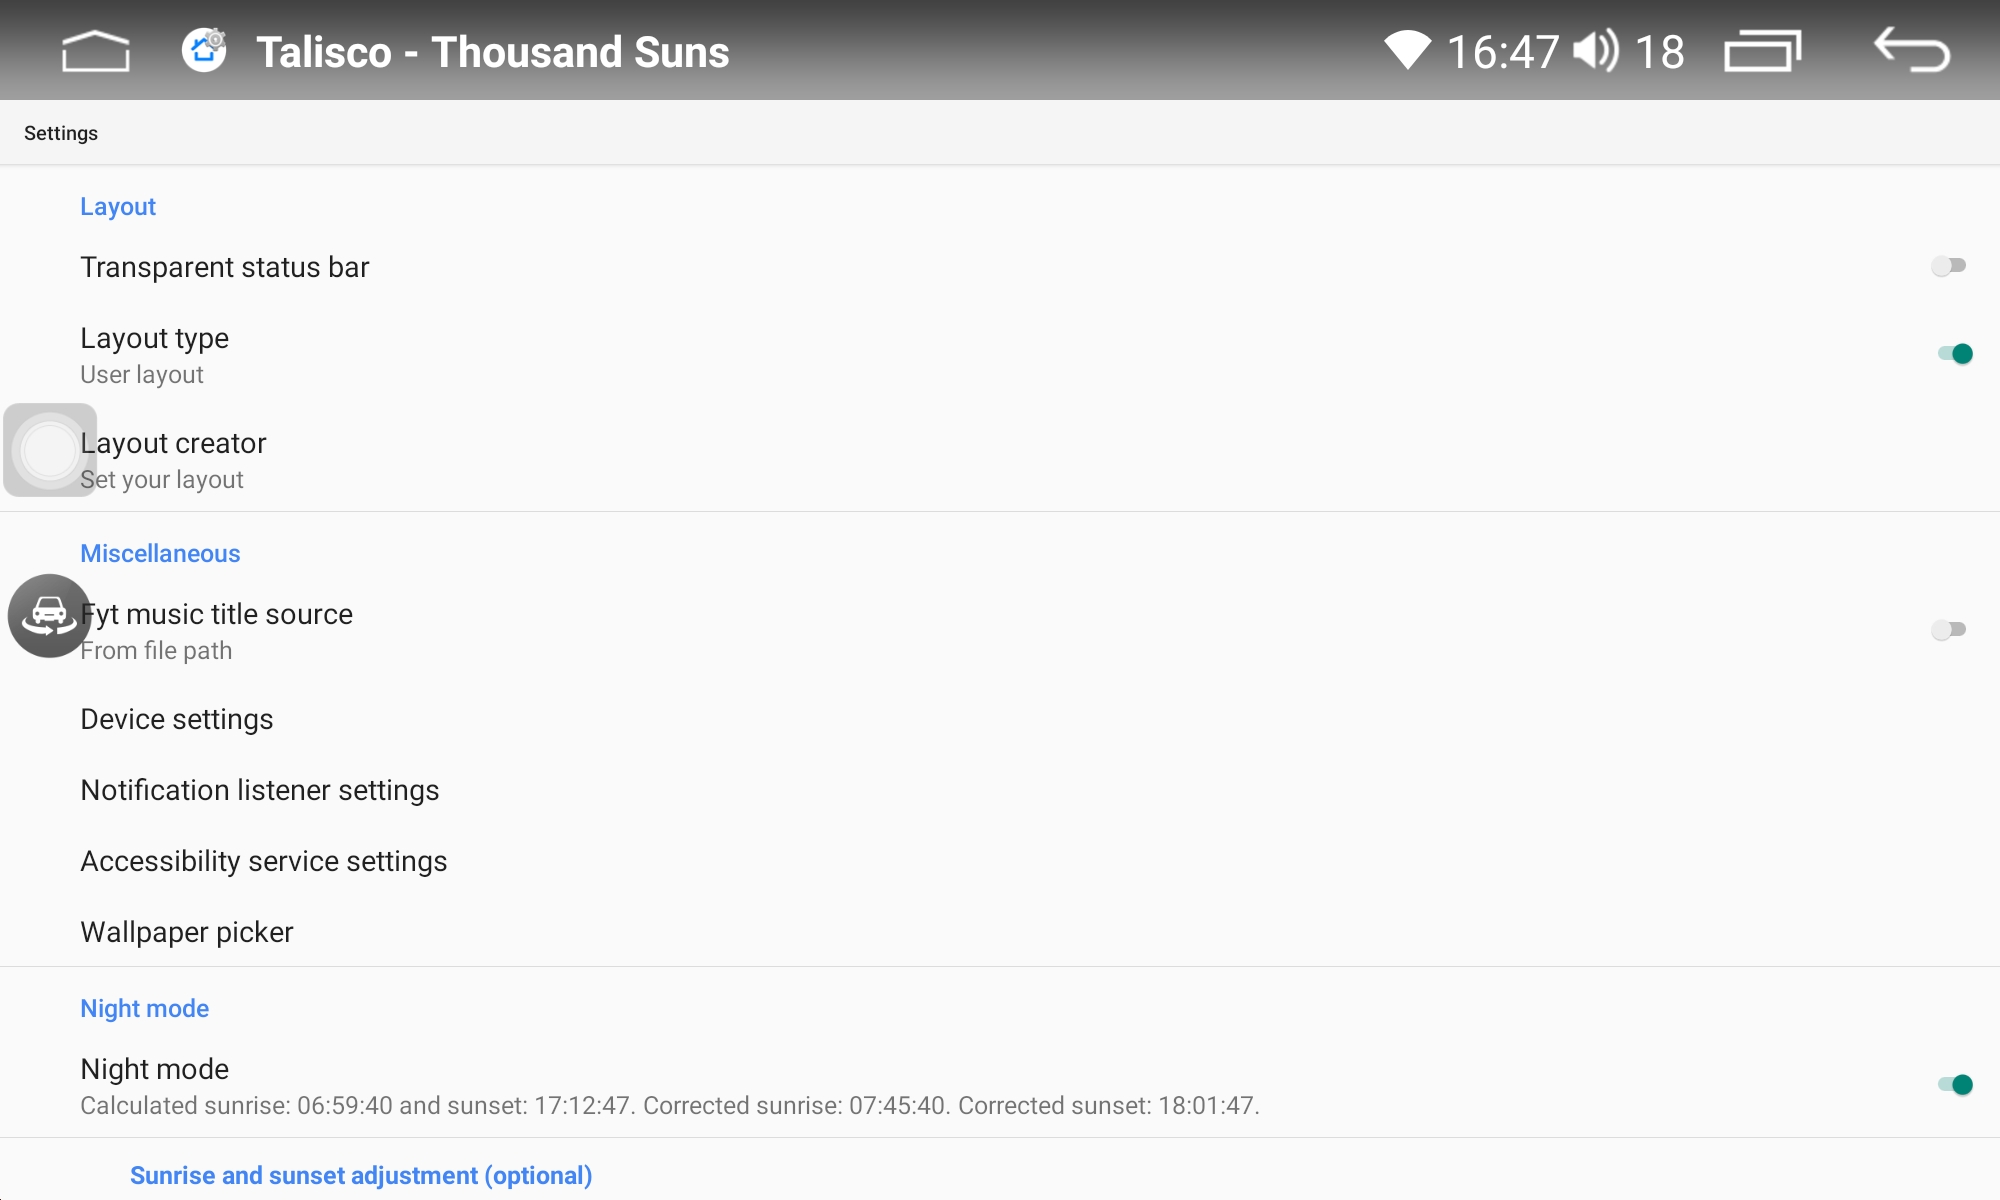 Talisco - Thousand Suns 16:47 18
Settings
Layout
Transparent status bar
Layout type
User layout
Layout creator
Set your layout
Miscellaneous
Fyt music title source
From file path
Device settings
Notification listener settings
Accessibility service settings
Wallpaper picker
Night mode
Night mode
Calculated sunrise: 06:59:40 and sunset: 17:12:47. Corrected sunrise: 07:45:40. Corrected sunset: 18:01:47.
Sunrise and sunset adjustment (optional)